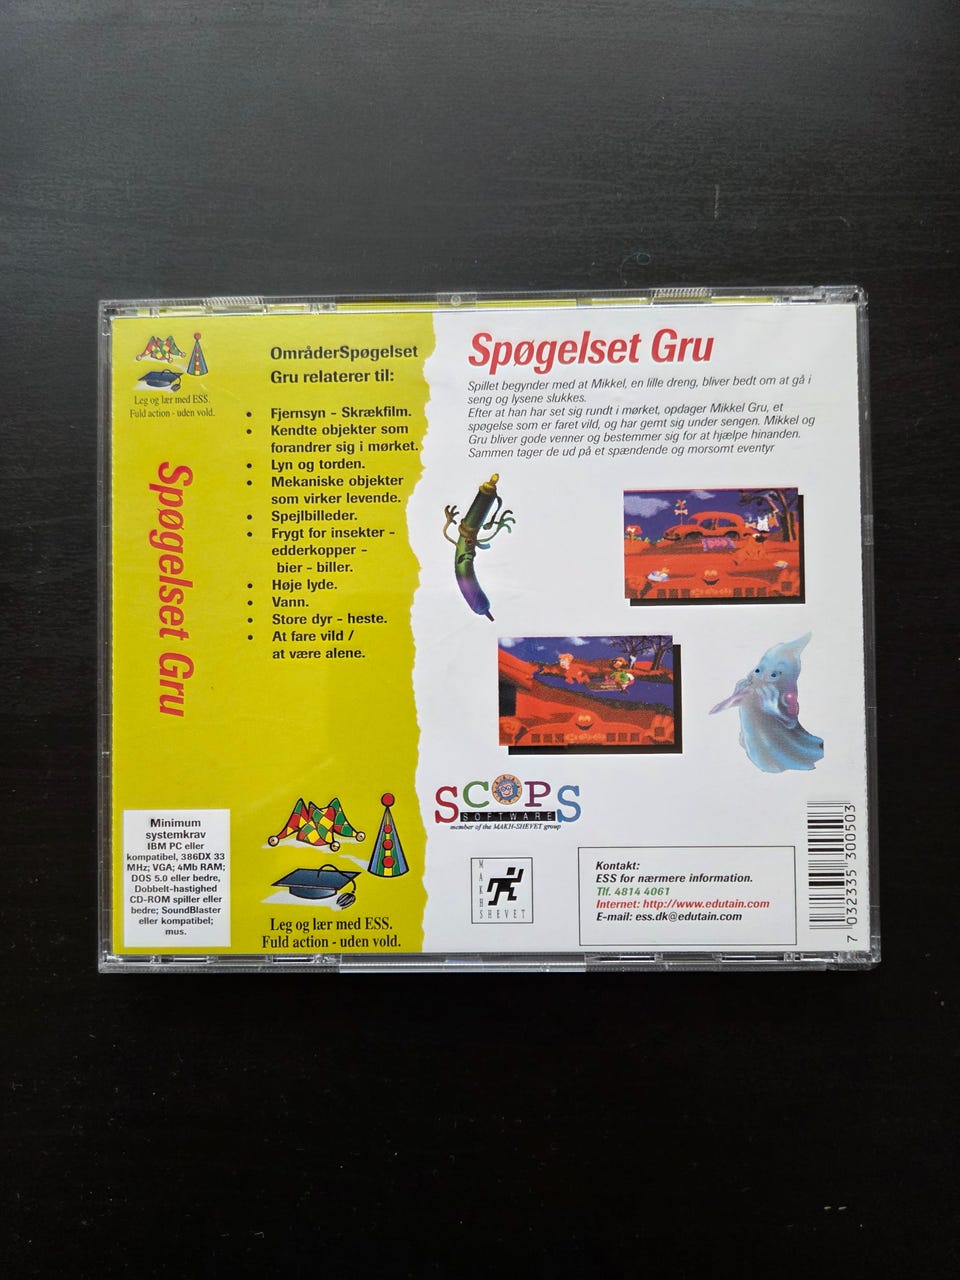 Leg og lær med ESS.
Fuld action - uden vold.
Spøgelset Gru
OmråderSpøgelset
Gru relaterer til:
• Fjernsyn - Skrækfilm.
• Kendte objekter som
forandrer sig i mørket.
• Lyn og torden.
• Mekaniske objekter
som virker levende.
• Spejlbilleder.
• Frygt for insekter -
edderkopper -
bier - biller.
• Høje lyde.
• Vann.
• Store dyr - heste.
• At fare vild /
at være alene.
Minimum
systemkrav
IBM PC eller
kompatibel, 386DX 33
MHz; VGA; 4Mb RAM;
DOS 5.0 eller bedre,
Dobbelt-hastighed
CD-ROM spiller eller
bedre; SoundBlaster
eller kompatibel;
mus.
Leg og lær med ESS.
Fuld action - uden vold.
Spøgelset Gru
Spillet begynder med at Mikkel, en lille dreng, bliver bedt om at gå i
seng og lysene slukkes.
Efter at han har set sig rundt i mørket, opdager Mikkel Gru, et
spøgelse som er faret vild, og har gemt sig under sengen. Mikkel og
Gru bliver gode venner og bestemmer sig for at hjælpe hinanden.
Sammen tager de ud på et spændende og morsomt eventyr
SCOPS
SOFTWARE
member of the MAKH-SHEVET group
MAKH
SHEVET
Kontakt:
ESS for nærmere information.
Tlf. 4814 4061
Internet: http://www.edutain.com
E-mail: ess.dk@edutain.com
7 032335 300503